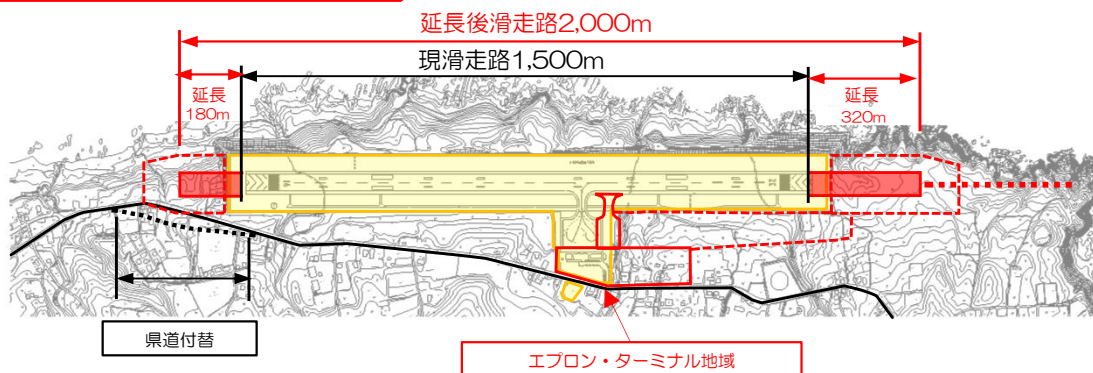 延長後滑走路2,000m
現滑走路1,500m
延長
180m
延長
320m
県道付替
エプロン・ターミナル地域